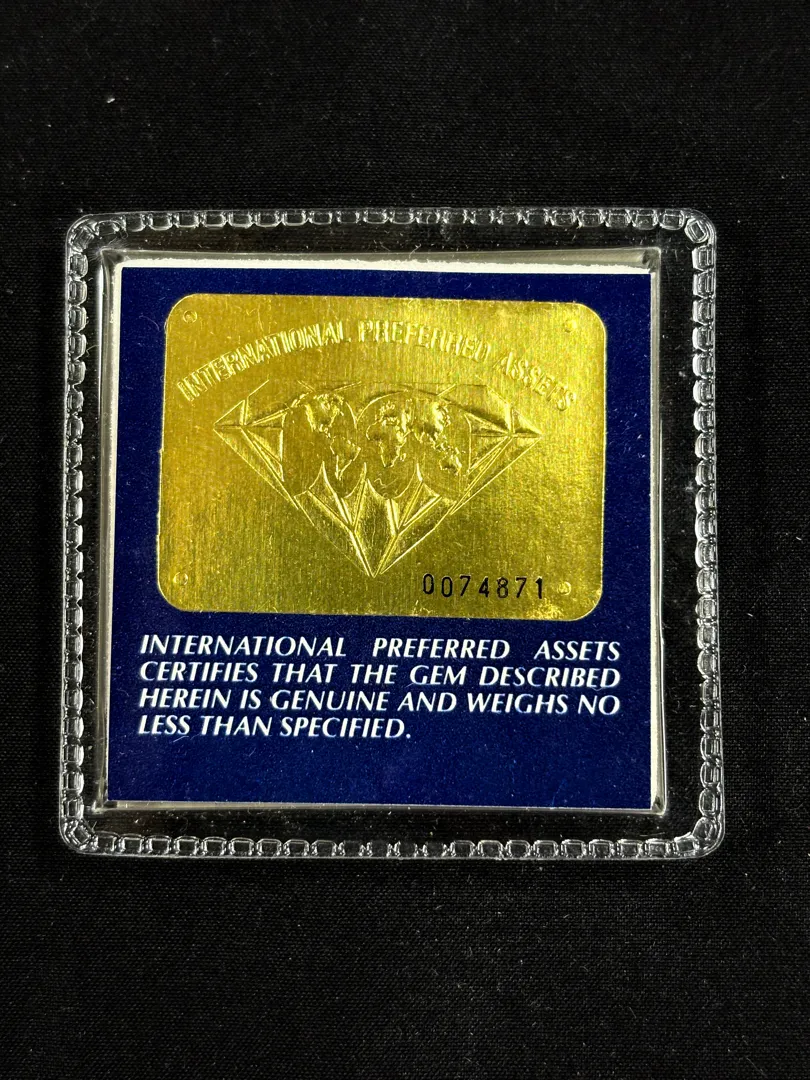 INTERNATIONAL PREFERRED ASSETS
0074871
INTERNATIONAL PREFERRED ASSETS
CERTIFIES THAT THE GEM DESCRIBED
HEREIN IS GENUINE AND WEIGHS NO
LESS THAN SPECIFIED.